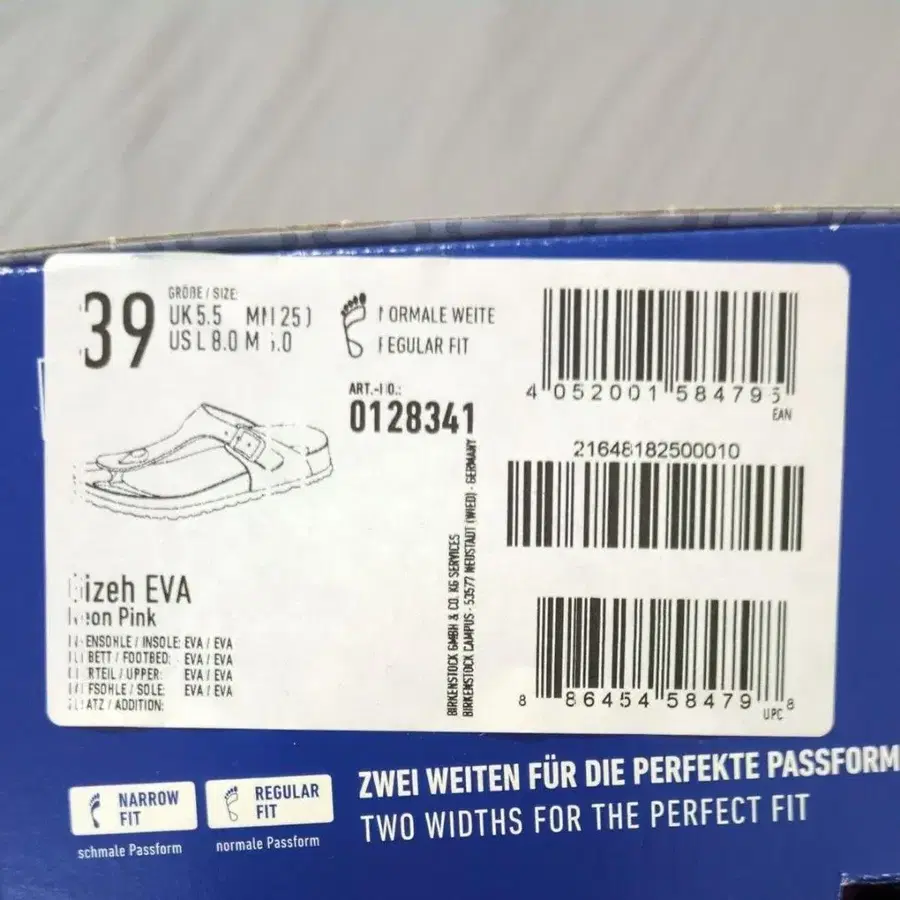 39
GRÖßE / SIZE
UK 5.5
US L 8.0 M
ORMALE WEITE
EGULAR FIT
0128341
izeh EVA
eon Pink
ENSOHLE / INSOLE: EVA / EVA
BETT / FOOTBED: EVA / EVA
RTEIL / UPPER: EVA / EVA
FSOHLE / SOLE: EVA / EVA
ATZ / ADDITION:
BIRKENSTOCK GMBH & CO. KG SERVICES
BIRKENSTOCK CAMPUS - 53577 NEUSTADT (WIED) - GERMANY
4 052001 584795
EAN
21648182500010
8 86454 58479 8
UPC
NARROW FIT
schmale Passform
REGULAR FIT
normale Passform
ZWEI WEITEN FÜR DIE PERFEKTE PASSFORM
TWO WIDTHS FOR THE PERFECT FIT